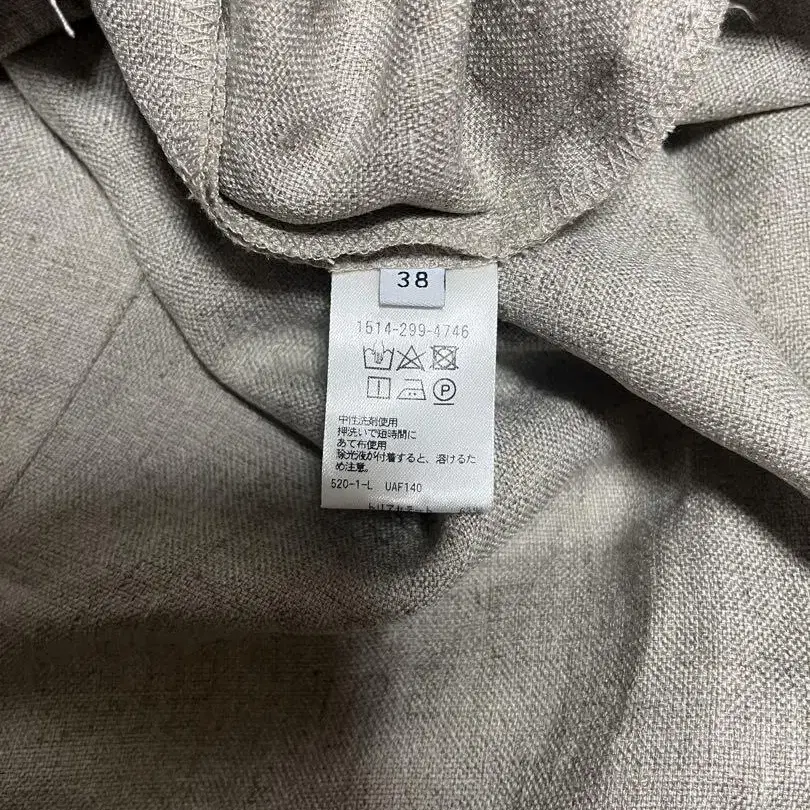 38
1514-299-4746
P
中性洗剤使用
押洗いで短時間に
あて布使用
除光液が付着すると、溶けるた
め注意。
520-1-L UAF140